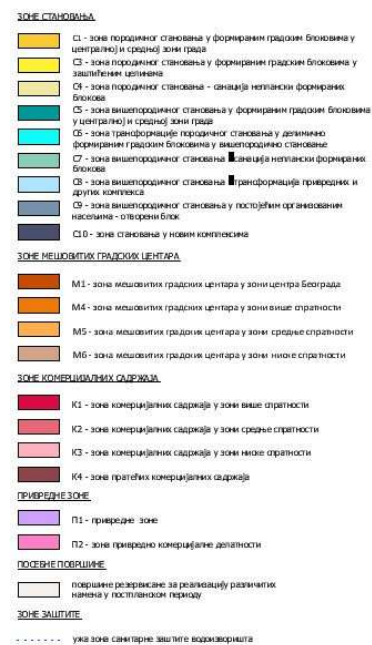 ЗОНЕ СТАНОВАЊА
С1 - зона породичног становања у формираним градским блоковима у
централној и средњој зони града
С3 - зона породичног становања у формираним градским блоковима у
заштићеним целинама
С4 - зона породичног становања - санација неплански формираних
блокова
С5 - зона вишепородичног становања у формираним градским блоковима
у централној и средњој зони града
С6 - зона трансформације породичног становања у делимично
формираним градским блоковима у вишепородично становање
С7 - зона вишепородичног становања санација неплански формираних
блокова
С8 - зона вишепородичног становања трансформација привредних и
других комплекса
С9 - зона вишепородичног становања у постојећим организованим
насељима - отворени блок
С10 - зона становања у новим комплексима
ЗОНЕ МЕШОВИТИХ ГРАДСКИХ ЦЕНТАРА
М1 - зона мешовитих градских центара у зони центра Београда
М4 - зона мешовитих градских центара у зони више спратности
М5 - зона мешовитих градских центара у зони средње спратности
М6 - зона мешовитих градских центара у зони ниске спратности
ЗОНЕ КОМЕРЦИЈАЛНИХ САДРЖАЈА
К1 - зона комерцијалних садржаја у зони више спратности
К2 - зона комерцијалних садржаја у зони средње спратности
К3 - зона комерцијалних садржаја у зони ниске спратности
К4 - зона пратећих комерцијалних садржаја
ПРИВРЕДНЕ ЗОНЕ
П1 - привредне зоне
П2 - зона привредно комерцијалне делатности
ПОСЕБНЕ ПОВРШИНЕ
површине резервисане за реализацију различитих
намена у постпланском периоду
ЗОНЕ ЗАШТИТЕ
ужа зона санитарне заштите водоизворишта